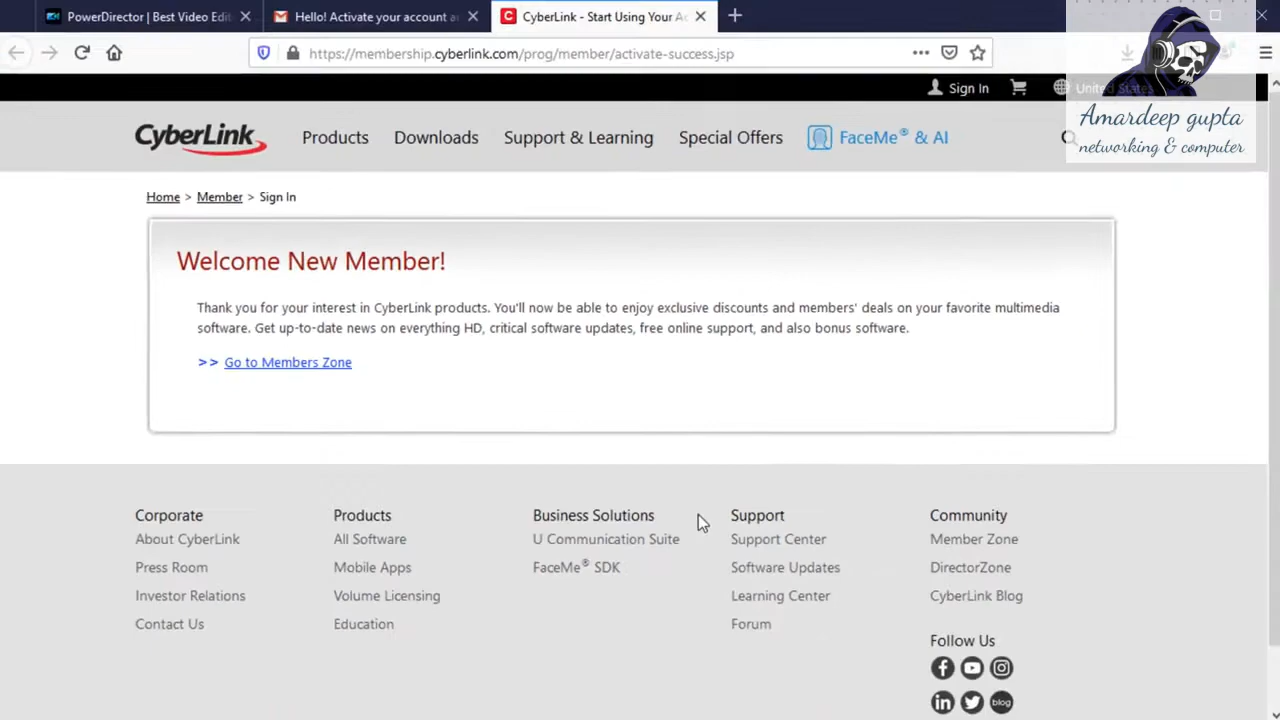 PowerDirector | Best Video Edit
Hello! Activate your account a
CyberLink - Start Using Your Ac
https://membership.cyberlink.com/prog/member/activate-success.jsp
Sign In
United States
CyberLink
Products
Downloads
Support & Learning
Special Offers
FaceMe® & AI
Amardeep gupta
networking & computer
Home > Member > Sign In
Welcome New Member!
Thank you for your interest in CyberLink products. You'll now be able to enjoy exclusive discounts and members' deals on your favorite multimedia
software. Get up-to-date news on everything HD, critical software updates, free online support, and also bonus software.
>> Go to Members Zone
Corporate
About CyberLink
Press Room
Investor Relations
Contact Us
Products
All Software
Mobile Apps
Volume Licensing
Education
Business Solutions
U Communication Suite
FaceMe® SDK
Support
Support Center
Software Updates
Learning Center
Forum
Community
Member Zone
DirectorZone
CyberLink Blog
Follow Us
blog